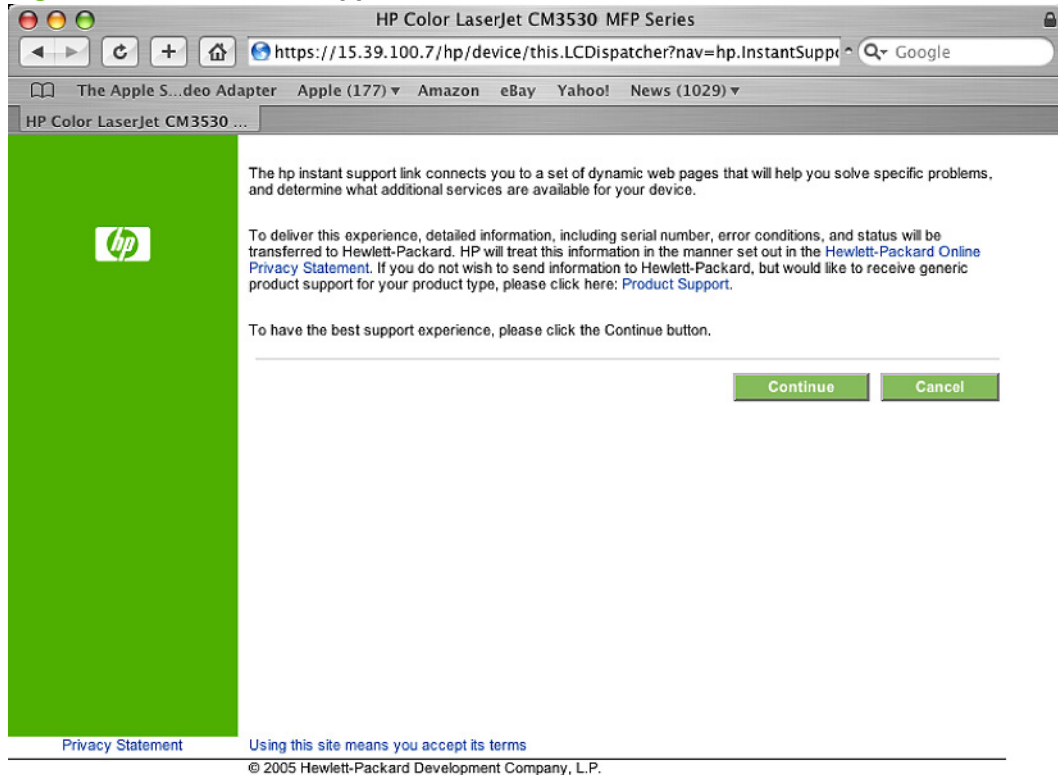 HP Color LaserJet CM3530 MFP Series
https://15.39.100.7/hp/device/this.LCDispatcher?nav=hp.InstantSuppo
Google
The Apple S...deo Adapter Apple (177) Amazon eBay Yahoo! News (1029)
HP Color LaserJet CM3530 ...
The hp instant support link connects you to a set of dynamic web pages that will help you solve specific problems,
and determine what additional services are available for your device.
hp
To deliver this experience, detailed information, including serial number, error conditions, and status will be
transferred to Hewlett-Packard. HP will treat this information in the manner set out in the Hewlett-Packard Online
Privacy Statement. If you do not wish to send information to Hewlett-Packard, but would like to receive generic
product support for your product type, please click here: Product Support.
To have the best support experience, please click the Continue button.
Continue
Cancel
Privacy Statement
Using this site means you accept its terms
© 2005 Hewlett-Packard Development Company, L.P.